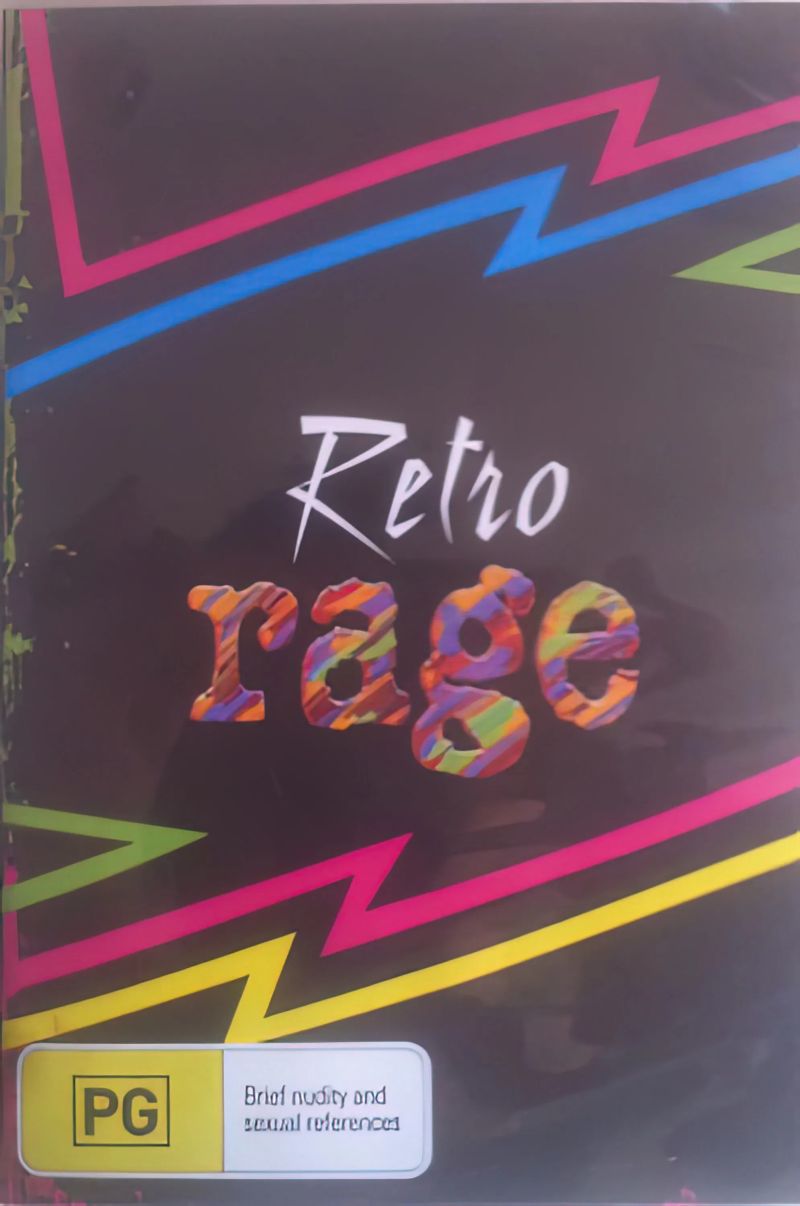 Retro
rage
PG
Brief nudity and
sexual references